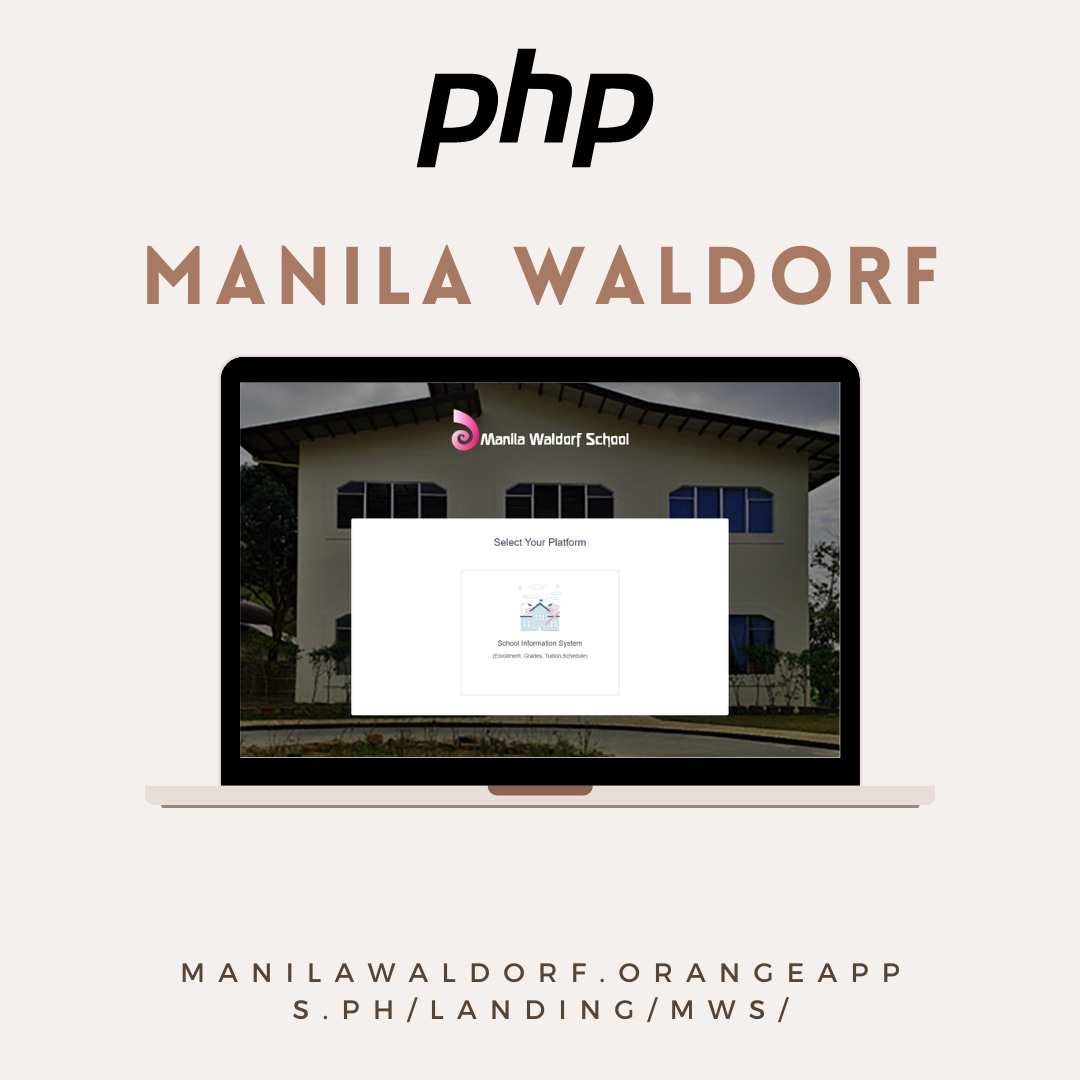 php
MANILA WALDORF
Manila Waldorf School
Select Your Platform
School Information System
(Enrollment, Grades, Tuition,Schedule)
MANILAWALDORF.ORANGEAPP
S.PH/LANDING/MWS/